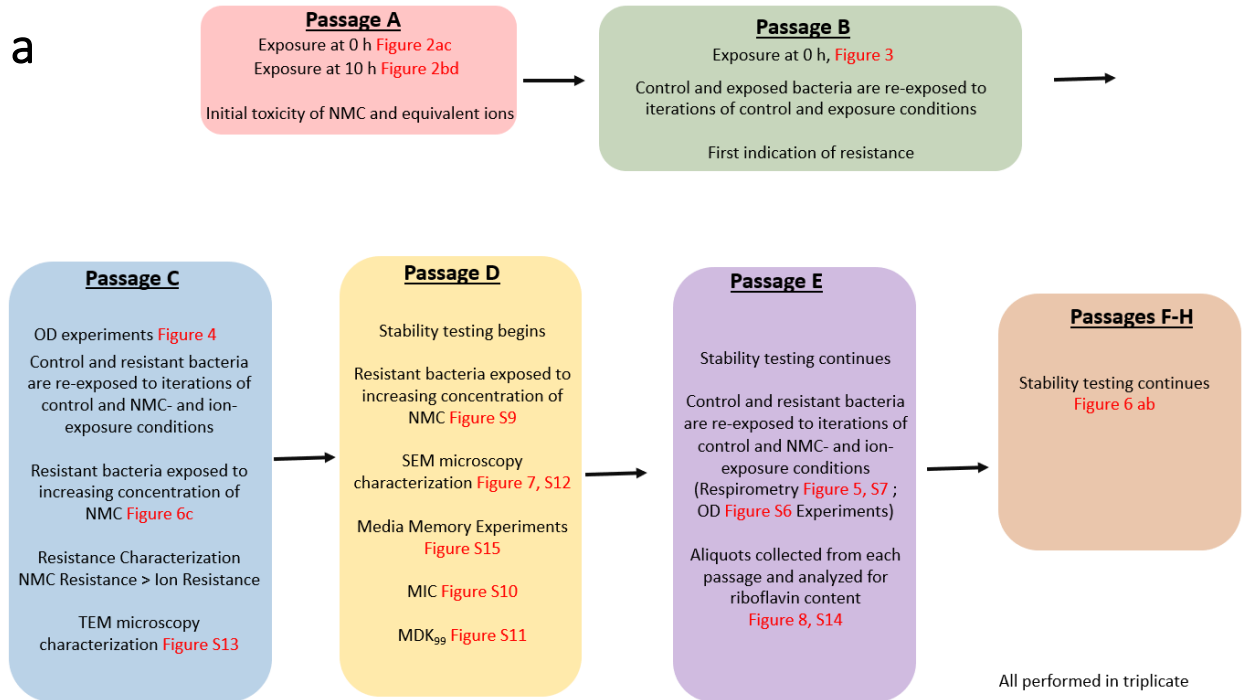 a
Passage A
Exposure at 0 h Figure 2ac
Exposure at 10 h Figure 2bd
Initial toxicity of NMC and equivalent ions
Passage B
Exposure at 0 h, Figure 3
Control and exposed bacteria are re-exposed to
iterations of control and exposure conditions
First indication of resistance
Passage C
OD experiments Figure 4
Control and resistant bacteria
are re-exposed to iterations of
control and NMC- and ion-
exposure conditions
Resistant bacteria exposed to
increasing concentration of
NMC Figure 6c
Resistance Characterization
NMC Resistance > Ion Resistance
TEM microscopy
characterization Figure S13
Passage D
Stability testing begins
Resistant bacteria exposed to
increasing concentration of
NMC Figure S9
SEM microscopy
characterization Figure 7, S12
Media Memory Experiments
Figure S15
MIC Figure S10
MDK₉₉ Figure S11
Passage E
Stability testing continues
Control and resistant bacteria
are re-exposed to iterations of
control and NMC- and ion-
exposure conditions
(Respirometry Figure 5, S7 ;
OD Figure S6 Experiments)
Aliquots collected from each
passage and analyzed for
riboflavin content
Figure 8, S14
Passages F-H
Stability testing continues
Figure 6 ab
All performed in triplicate